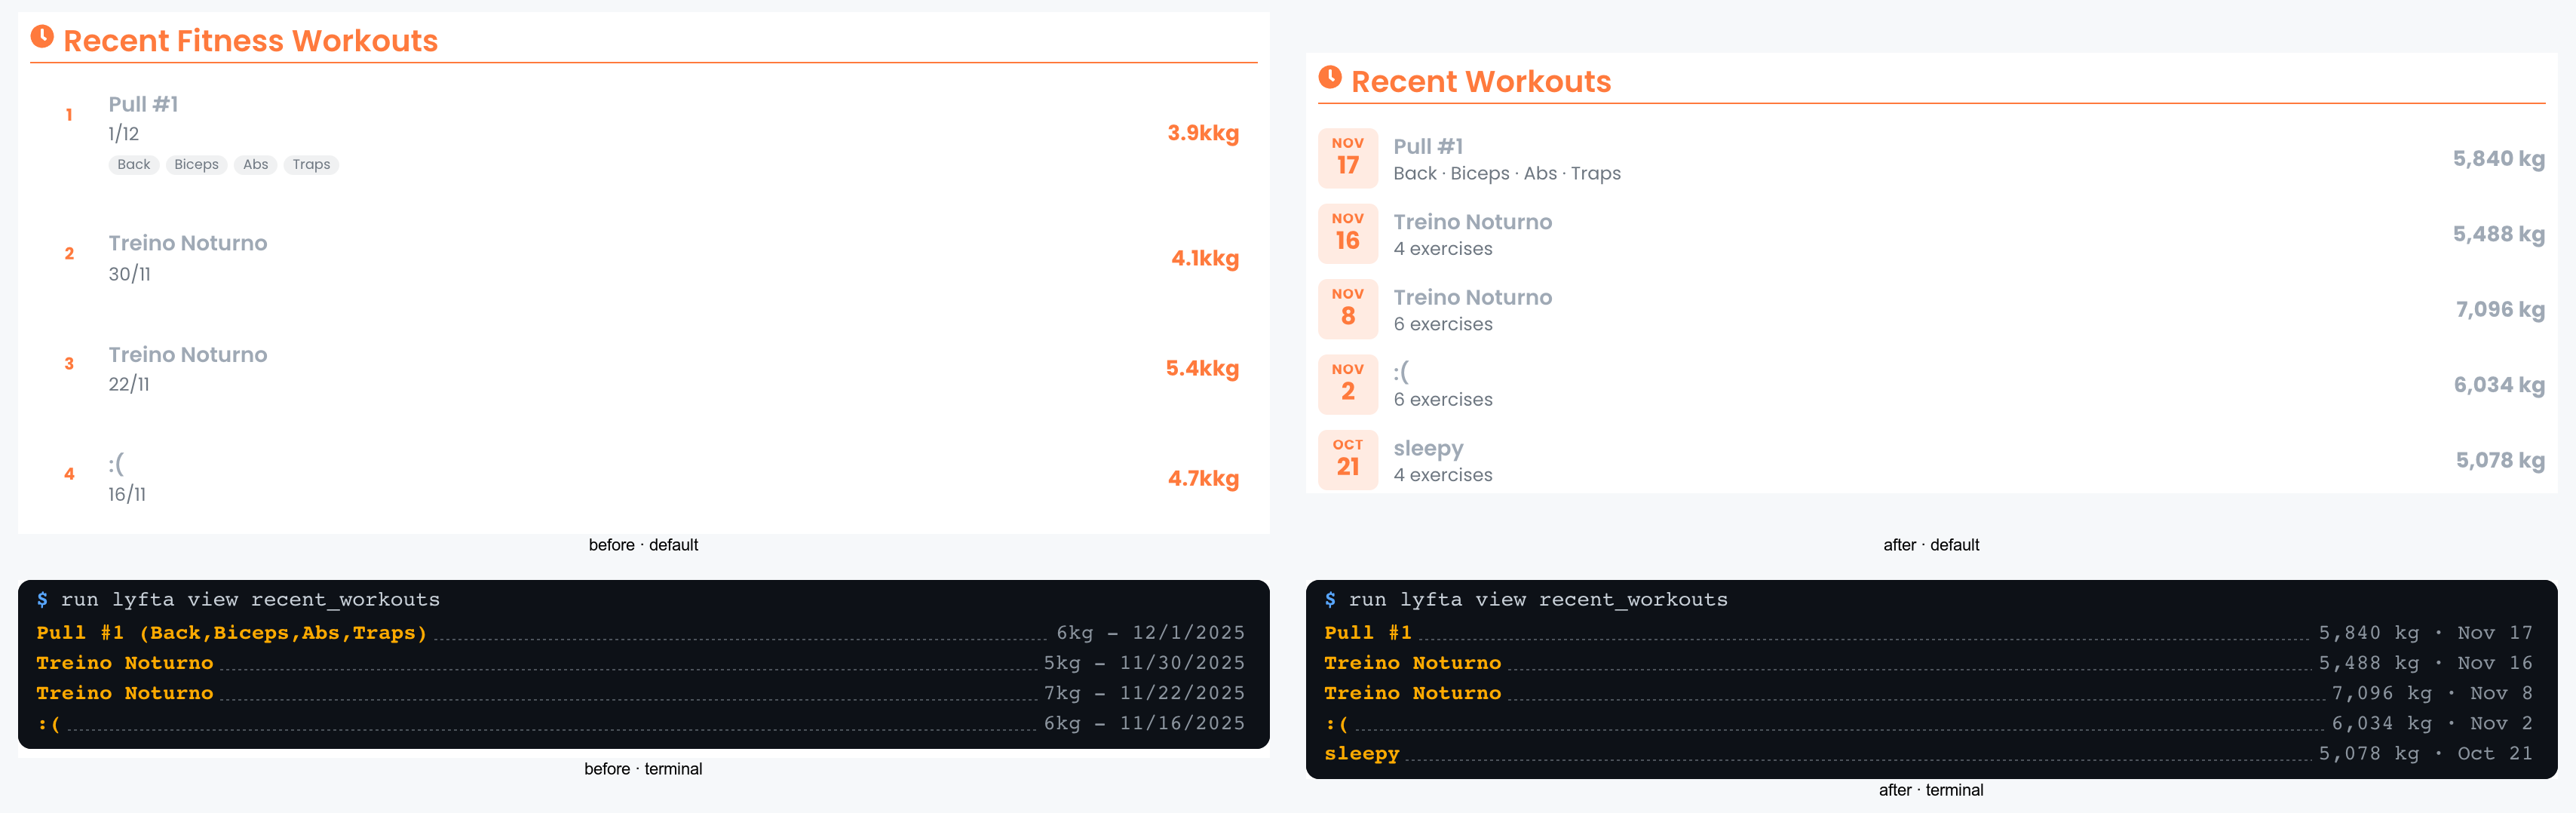 Recent Fitness Workouts
1
Pull #1
1/12
3.9kkg
Back Biceps Abs Traps
2
Treino Noturno
30/11
4.1kkg
3
Treino Noturno
22/11
5.4kkg
4
:(
16/11
4.7kkg
before · default
Recent Workouts
NOV
17
Pull #1
Back · Biceps · Abs · Traps
5,840 kg
NOV
16
Treino Noturno
4 exercises
5,488 kg
NOV
8
Treino Noturno
6 exercises
7,096 kg
NOV
2
:(
6 exercises
6,034 kg
OCT
21
sleepy
4 exercises
5,078 kg
after · default
$ run lyfta view recent_workouts
Pull #1 (Back,Biceps,Abs,Traps) 6kg – 12/1/2025
Treino Noturno 5kg – 11/30/2025
Treino Noturno 7kg – 11/22/2025
:( 6kg – 11/16/2025
before · terminal
$ run lyfta view recent_workouts
Pull #1 5,840 kg · Nov 17
Treino Noturno 5,488 kg · Nov 16
Treino Noturno 7,096 kg · Nov 8
:( 6,034 kg · Nov 2
sleepy 5,078 kg · Oct 21
after · terminal